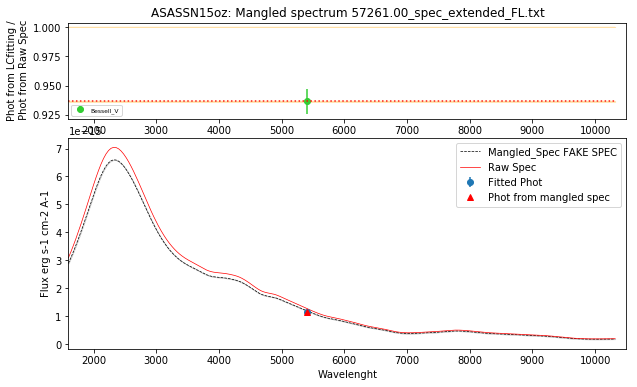 ASASSN15oz: Mangled spectrum 57261.00_spec_extended_FL.txt
Phot from LCfitting /
Phot from Raw Spec
1.000
0.975
0.950
0.925
Bessell_V
2000 3000 4000 5000 6000 7000 8000 9000 10000
1e−15
Flux erg s-1 cm-2 A-1
7
6
5
4
3
2
1
0
Mangled_Spec FAKE SPEC
Raw Spec
Fitted Phot
Phot from mangled spec
2000 3000 4000 5000 6000 7000 8000 9000 10000
Wavelenght